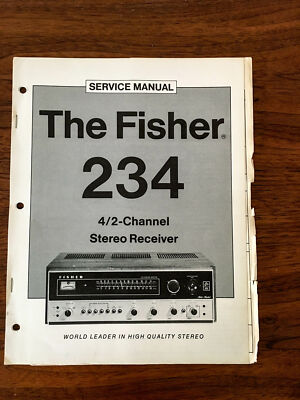 SERVICE MANUAL
The Fisher®
234
4/2-Channel
Stereo Receiver
FISHER
WORLD LEADER IN HIGH QUALITY STEREO